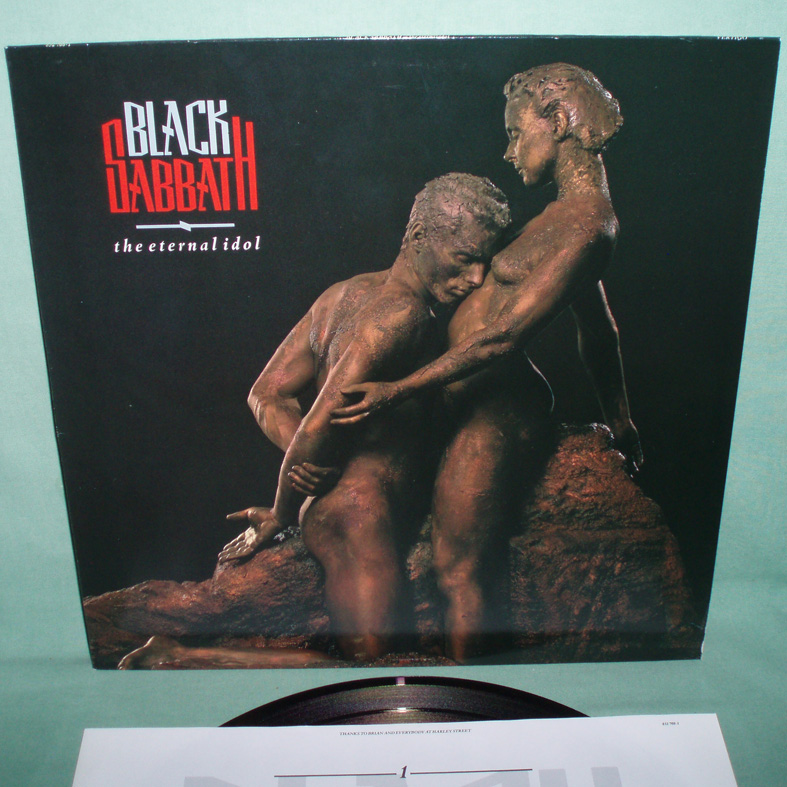 VERTIGO
BLACK
SABBATH
the eternal idol
THANKS TO BRIAN AND EVERYBODY AT HARLEY STREET
1